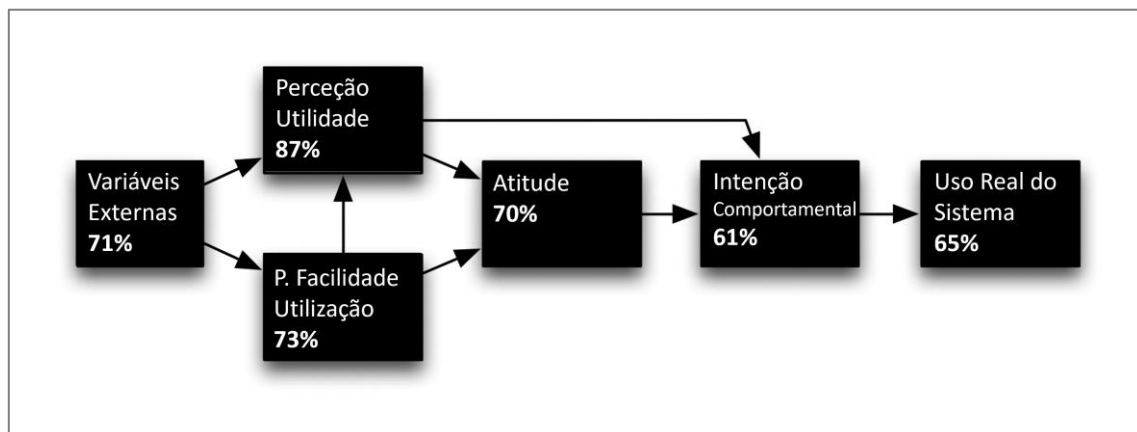 Variáveis
Externas
71%
Perceção
Utilidade
87%
P. Facilidade
Utilização
73%
Atitude
70%
Intenção
Comportamental
61%
Uso Real do
Sistema
65%